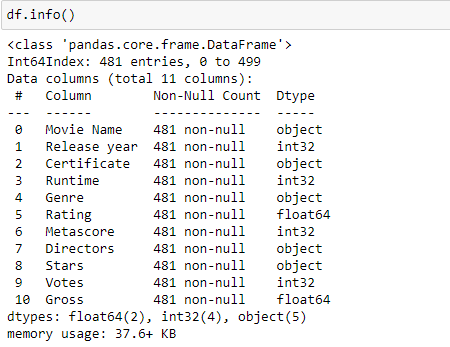 df.info()
<class 'pandas.core.frame.DataFrame'>
Int64Index: 481 entries, 0 to 499
Data columns (total 11 columns):
 #   Column        Non-Null Count  Dtype
---  ------        --------------  -----
 0   Movie Name    481 non-null    object
 1   Release year  481 non-null    int32
 2   Certificate   481 non-null    object
 3   Runtime       481 non-null    int32
 4   Genre         481 non-null    object
 5   Rating        481 non-null    float64
 6   Metascore     481 non-null    int32
 7   Directors     481 non-null    object
 8   Stars         481 non-null    object
 9   Votes         481 non-null    int32
 10  Gross         481 non-null    float64
dtypes: float64(2), int32(4), object(5)
memory usage: 37.6+ KB